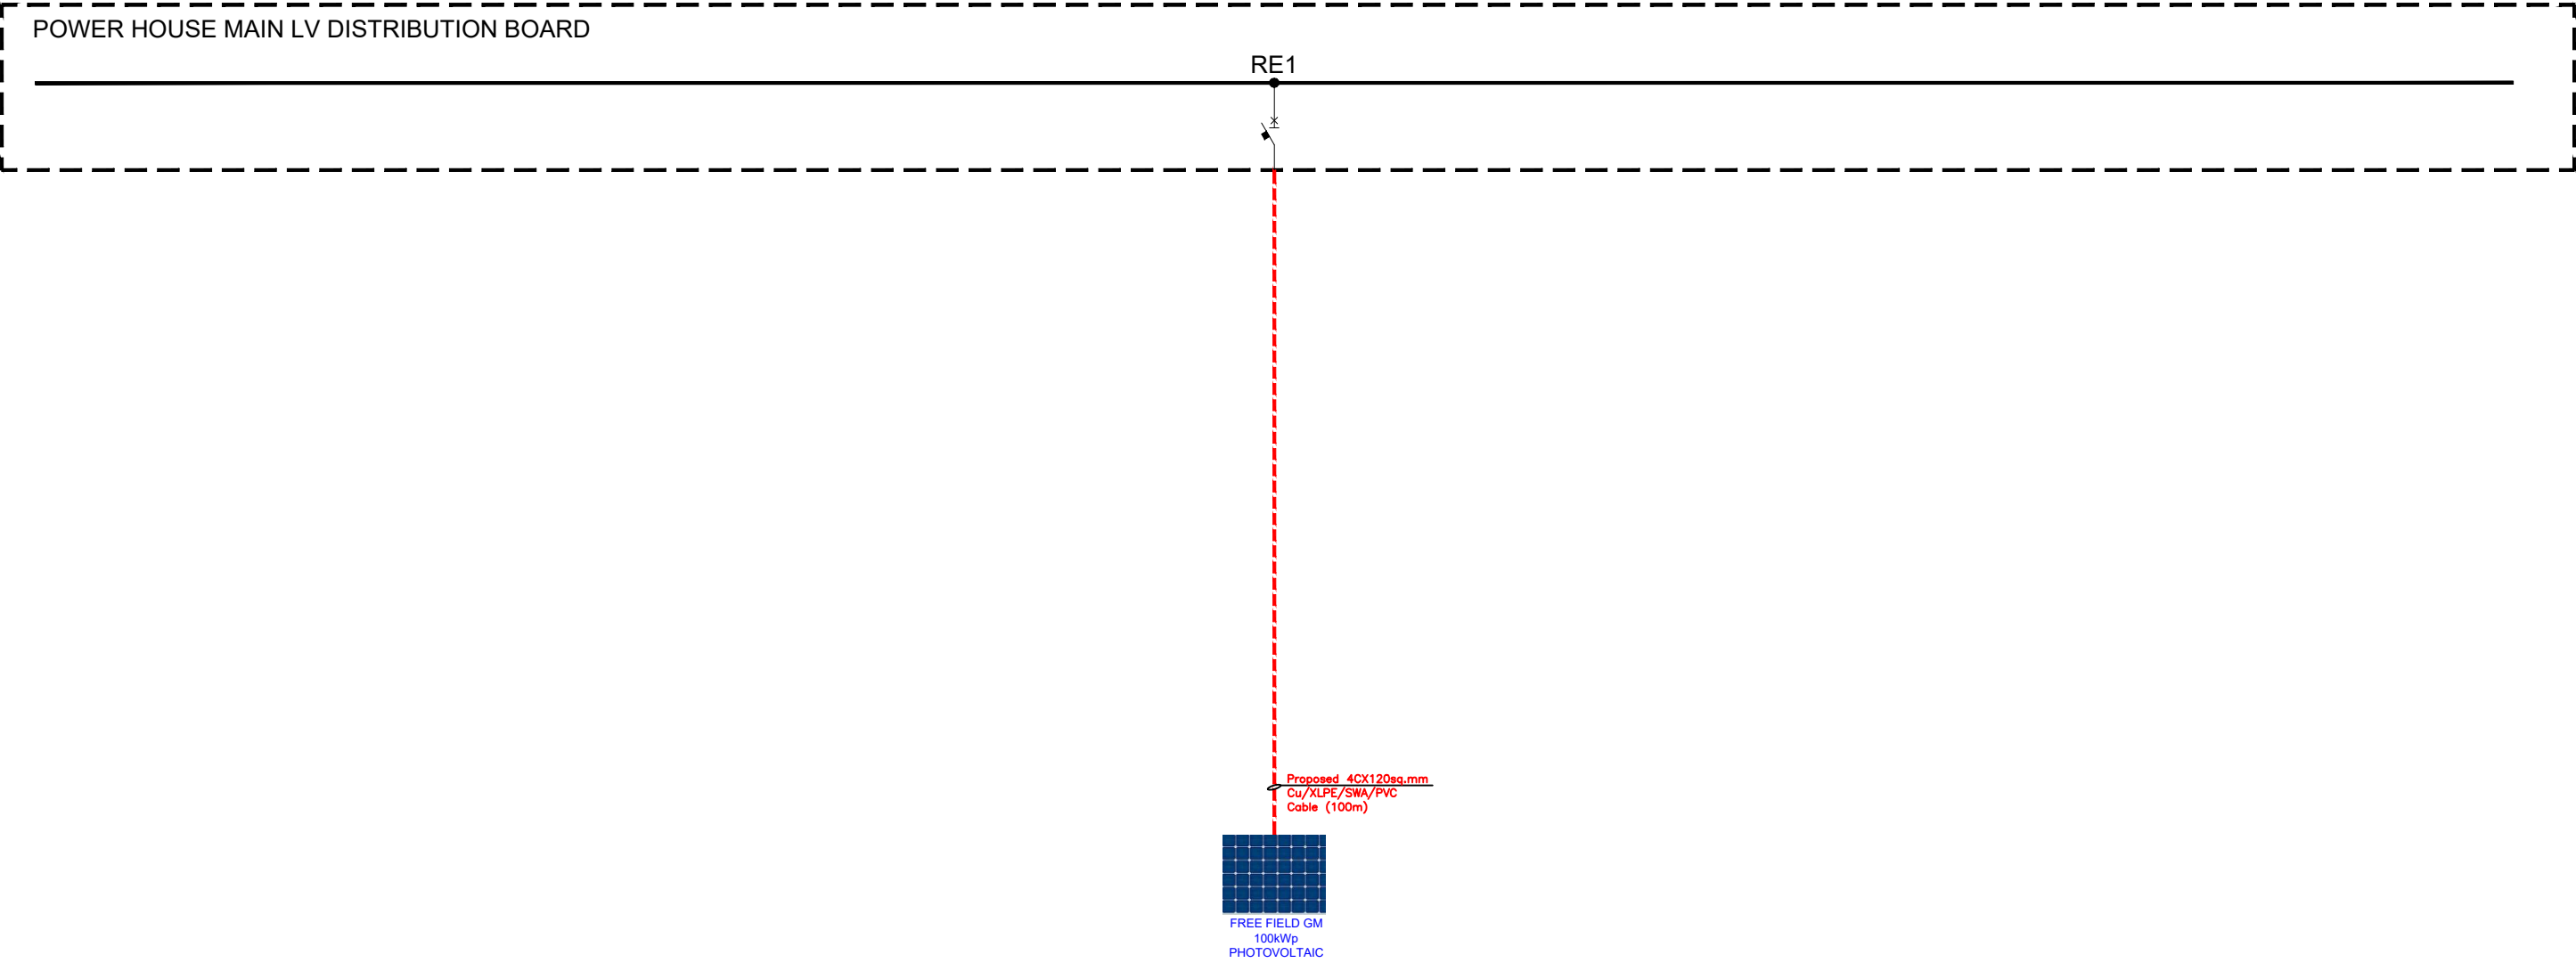 POWER HOUSE MAIN LV DISTRIBUTION BOARD
RE1
Proposed 4CX120sq.mm
Cu/XLPE/SWA/PVC
Cable (100m)
FREE FIELD GM
100kWp
PHOTOVOLTAIC